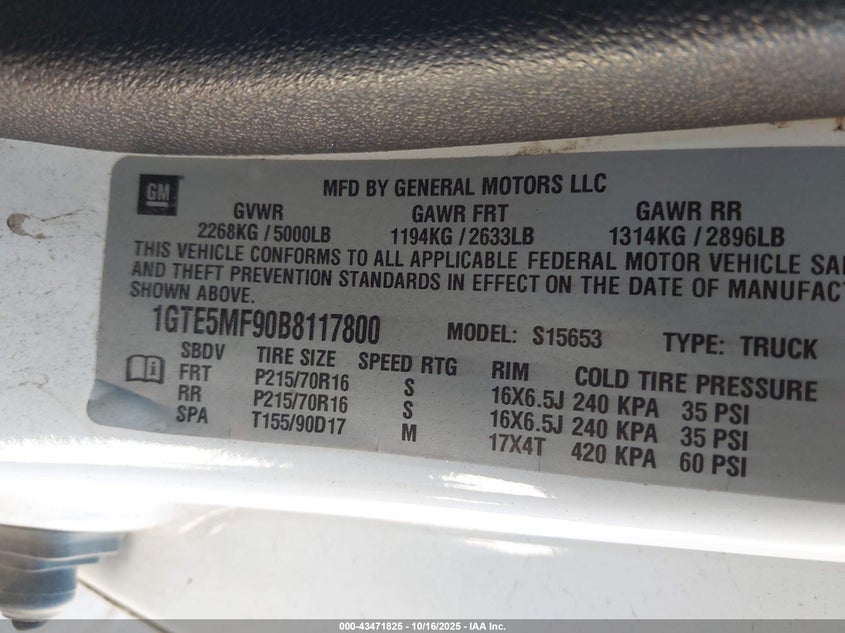 GM
MFD BY GENERAL MOTORS LLC
GVWR GAWR FRT GAWR RR
2268KG / 5000LB 1194KG / 2633LB 1314KG / 2896LB
THIS VEHICLE CONFORMS TO ALL APPLICABLE FEDERAL MOTOR VEHICLE
AND THEFT PREVENTION STANDARDS IN EFFECT ON THE DATE OF
SHOWN ABOVE.
1GTE5MF90B8117800 MODEL: S15653 TYPE: TRUCK
SBDV TIRE SIZE SPEED RTG RIM COLD TIRE PRESSURE
FRT P215/70R16 S 16X6.5J 240 KPA 35 PSI
RR P215/70R16 S 16X6.5J 240 KPA 35 PSI
SPA T155/90D17 M 17X4T 420 KPA 60 PSI
000-43471825 - 10/16/2025 - IAA Inc.